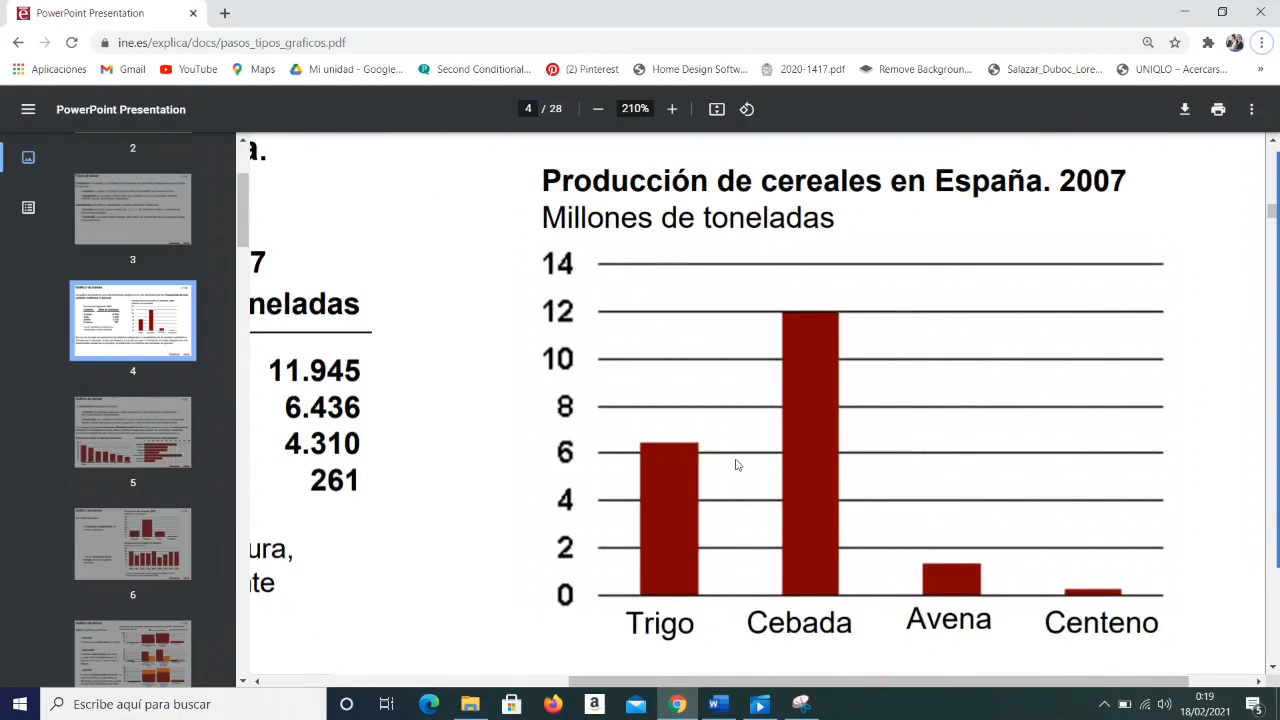 PowerPoint Presentation
ine.es/explica/docs/pasos_tipos_graficos.pdf
Aplicaciones
Gmail
YouTube
Maps
Mi unidad - Google...
Second Conditional...
(2) Pinterest
Home Design Softw...
2020-1417.pdf
Remove Backgroun...
Salazar_Duboc_Lore...
UNIQLO – Acercars...
»
PowerPoint Presentation
4 / 28
210%
2
3
4
5
6
a.
7
neladas
11.945
6.436
4.310
261
ura,
te
Producción de cereales en España. 2007
Millones de toneladas
14
12
10
8
6
4
2
0
Trigo
Cebada
Avena
Centeno
Escribe aquí para buscar
0:19
18/02/2021
5